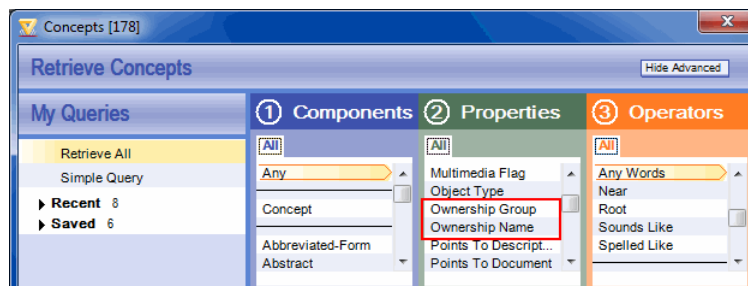 Concepts [178]
Retrieve Concepts
Hide Advanced
My Queries
Retrieve All
Simple Query
Recent 8
Saved 6
1 Components
All
Any
Concept
Abbreviated-Form
Abstract
2 Properties
All
Multimedia Flag
Object Type
Ownership Group
Ownership Name
Points To Descript...
Points To Document
3 Operators
All
Any Words
Near
Root
Sounds Like
Spelled Like